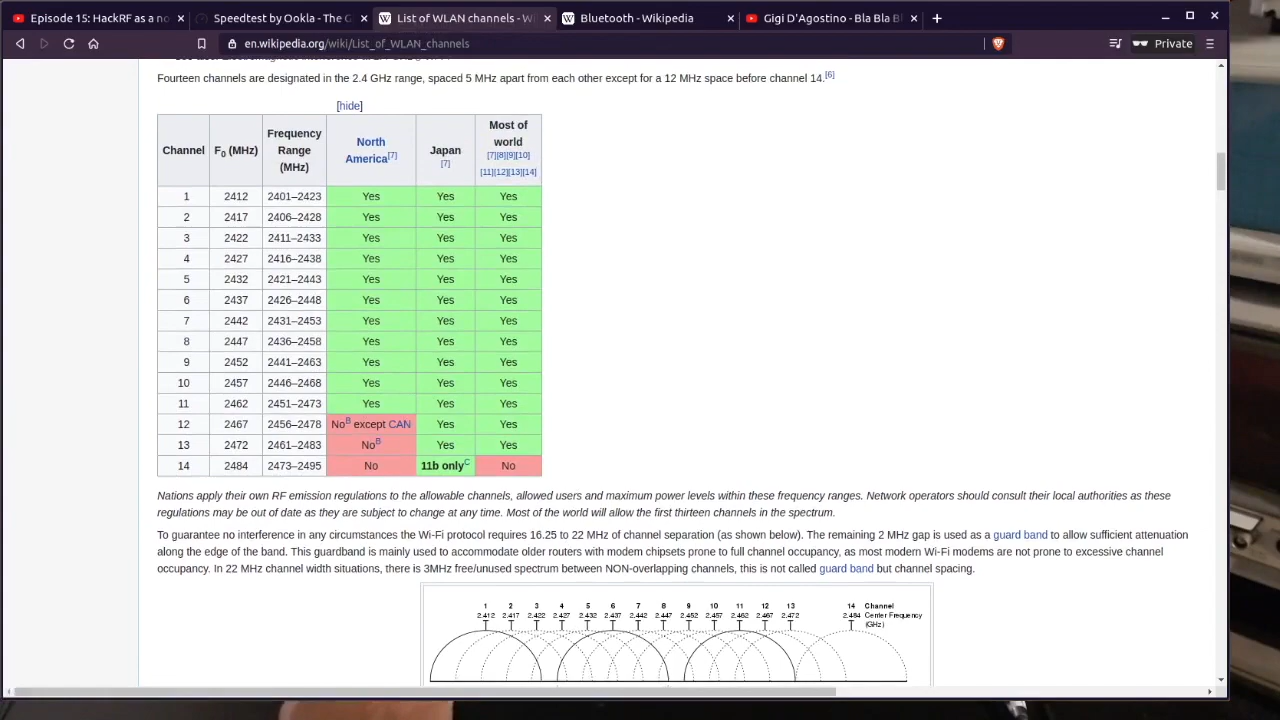 Episode 15: HackRF as a no
Speedtest by Ookla - The G
List of WLAN channels - W
Bluetooth - Wikipedia
Gigi D'Agostino - Bla Bla B
en.wikipedia.org/wiki/List_of_WLAN_channels
Private
Fourteen channels are designated in the 2.4 GHz range, spaced 5 MHz apart from each other except for a 12 MHz space before channel 14.[6]
[hide]
Channel F0 (MHz) Frequency Range (MHz) North America[7] Japan [7] Most of world [7][8][9][10][11][12][13][14]
1 2412 2401–2423 Yes Yes Yes
2 2417 2406–2428 Yes Yes Yes
3 2422 2411–2433 Yes Yes Yes
4 2427 2416–2438 Yes Yes Yes
5 2432 2421–2443 Yes Yes Yes
6 2437 2426–2448 Yes Yes Yes
7 2442 2431–2453 Yes Yes Yes
8 2447 2436–2458 Yes Yes Yes
9 2452 2441–2463 Yes Yes Yes
10 2457 2446–2468 Yes Yes Yes
11 2462 2451–2473 Yes Yes Yes
12 2467 2456–2478 NoB except CAN Yes Yes
13 2472 2461–2483 NoB Yes Yes
14 2484 2473–2495 No 11b onlyC No
Nations apply their own RF emission regulations to the allowable channels, allowed users and maximum power levels within these frequency ranges. Network operators should consult their local authorities as these
regulations may be out of date as they are subject to change at any time. Most of the world will allow the first thirteen channels in the spectrum.
To guarantee no interference in any circumstances the Wi-Fi protocol requires 16.25 to 22 MHz of channel separation (as shown below). The remaining 2 MHz gap is used as a guard band to allow sufficient attenuation
along the edge of the band. This guardband is mainly used to accommodate older routers with modem chipsets prone to full channel occupancy, as most modern Wi-Fi modems are not prone to excessive channel
occupancy. In 22 MHz channel width situations, there is 3MHz free/unused spectrum between NON-overlapping channels, this is not called guard band but channel spacing.
1 2 3 4 5 6 7 8 9 10 11 12 13 14 Channel
2.412 2.417 2.422 2.427 2.432 2.437 2.442 2.447 2.452 2.457 2.462 2.467 2.472 2.484 Center Frequency
(GHz)